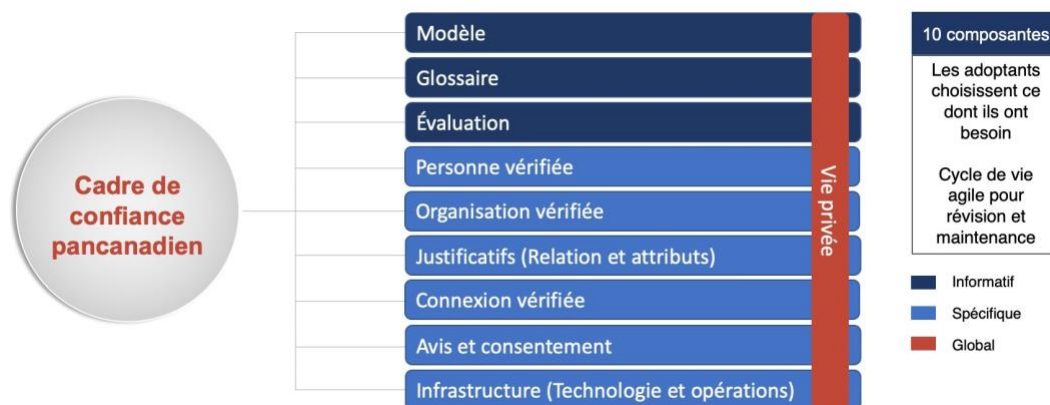 Cadre de
confiance
pancanadien
Modèle
Glossaire
Évaluation
Personne vérifiée
Organisation vérifiée
Justificatifs (Relation et attributs)
Connexion vérifiée
Avis et consentement
Infrastructure (Technologie et opérations)
Vie privée
10 composantes
Les adoptants
choisissent ce
dont ils ont
besoin
Cycle de vie
agile pour
révision et
maintenance
Informatif
Spécifique
Global